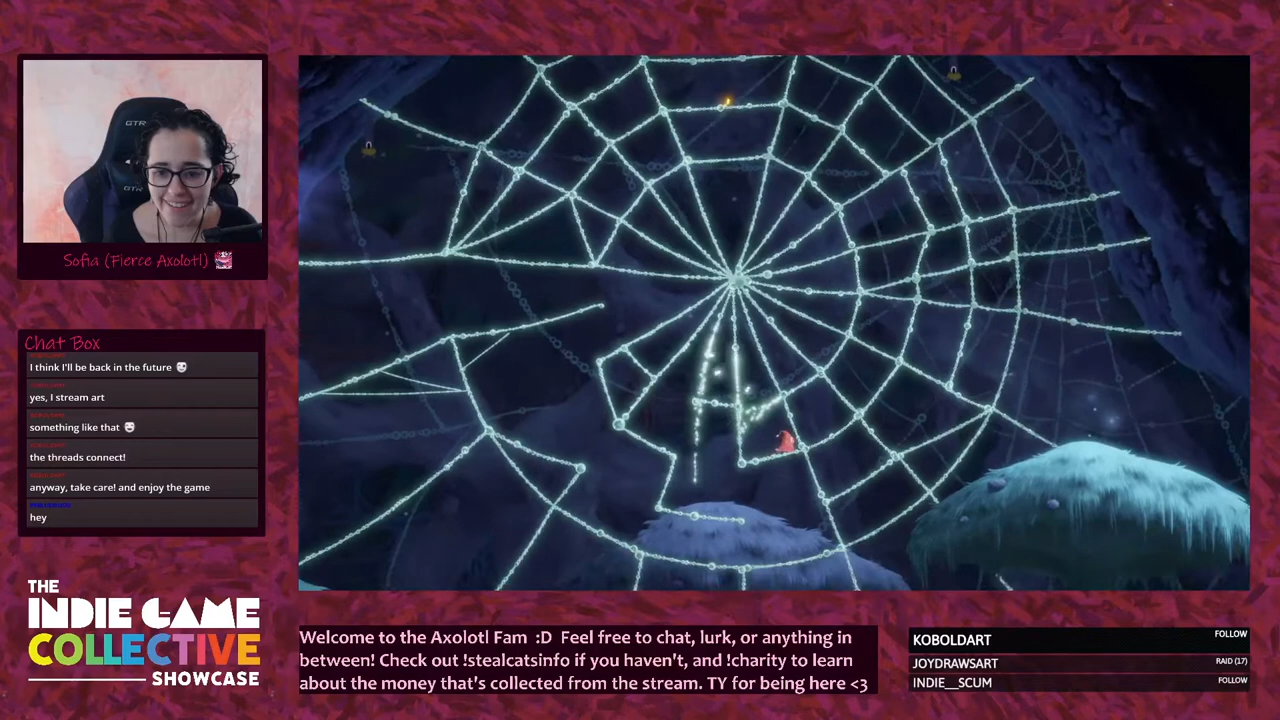 GTR
GTR
Sofia (Fierce Axolotl)
Chat Box
I think I'll be back in the future
yes, I stream art
something like that
the threads connect!
anyway, take care! and enjoy the game
hey
THE
INDIE GAME
COLLECTIVE
SHOWCASE
Welcome to the Axolotl Fam :D Feel free to chat, lurk, or anything in
between! Check out !stealcatsinfo if you haven't, and !charity to learn
about the money that's collected from the stream. TY for being here <3
KOBOLDART FOLLOW
JOYDRAWSART RAID (17)
INDIE__SCUM FOLLOW